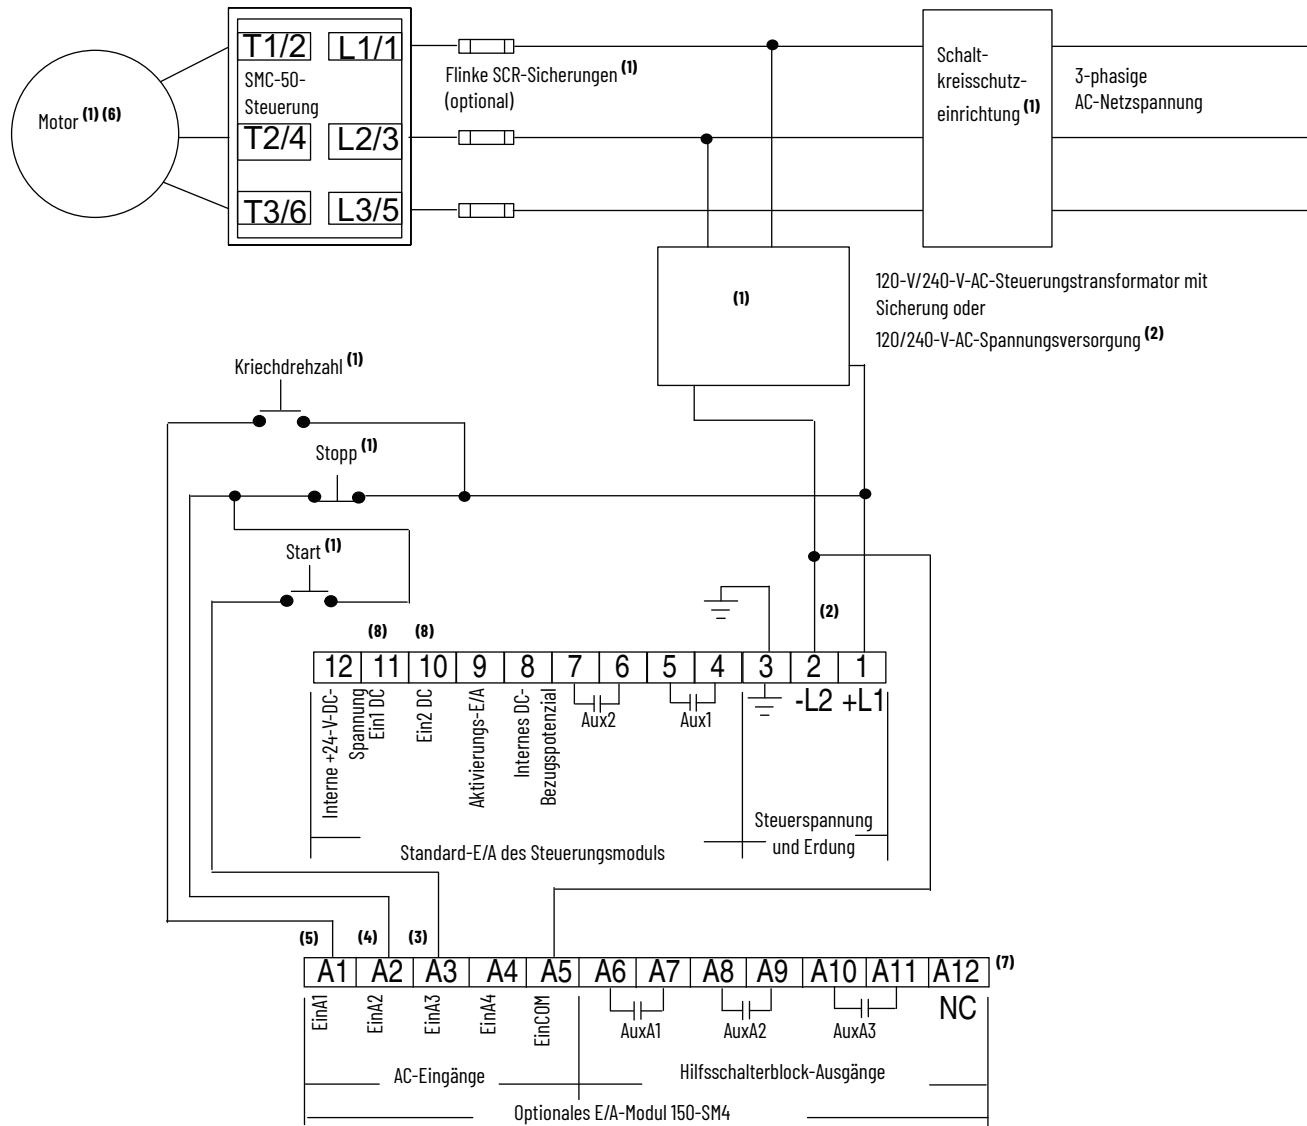 T1/2 L1/1
SMC-50-
Steuerung
T2/4 L2/3
T3/6 L3/5
Motor (1) (6)
Flinke SCR-Sicherungen (1)
(optional)
Schalt-
kreisschutz-
einrichtung (1)
3-phasige
AC-Netzspannung
(1)
120-V/240-V-AC-Steuerungstransformator mit
Sicherung oder
120/240-V-AC-Spannungsversorgung (2)
Kriechdrehzahl (1)
Stopp (1)
Start (1)
(8) (8)
(2)
12 11 10 9 8 7 6 5 4 3 2 1
Interne +24-V-DC-
Spannung
Ein1 DC
Ein2 DC
Aktivierungs-E/A
Internes DC-
Bezugspotenzial
Aux2
Aux1
-L2 +L1
Standard-E/A des Steuerungsmoduls
Steuerspannung
und Erdung
(5) (4) (3)
A1 A2 A3 A4 A5 A6 A7 A8 A9 A10 A11 A12 (7)
EinA1
EinA2
EinA3
EinA4
EinCOM
AuxA1
AuxA2
AuxA3
NC
AC-Eingänge
Hilfsschalterblock-Ausgänge
Optionales E/A-Modul 150-SM4